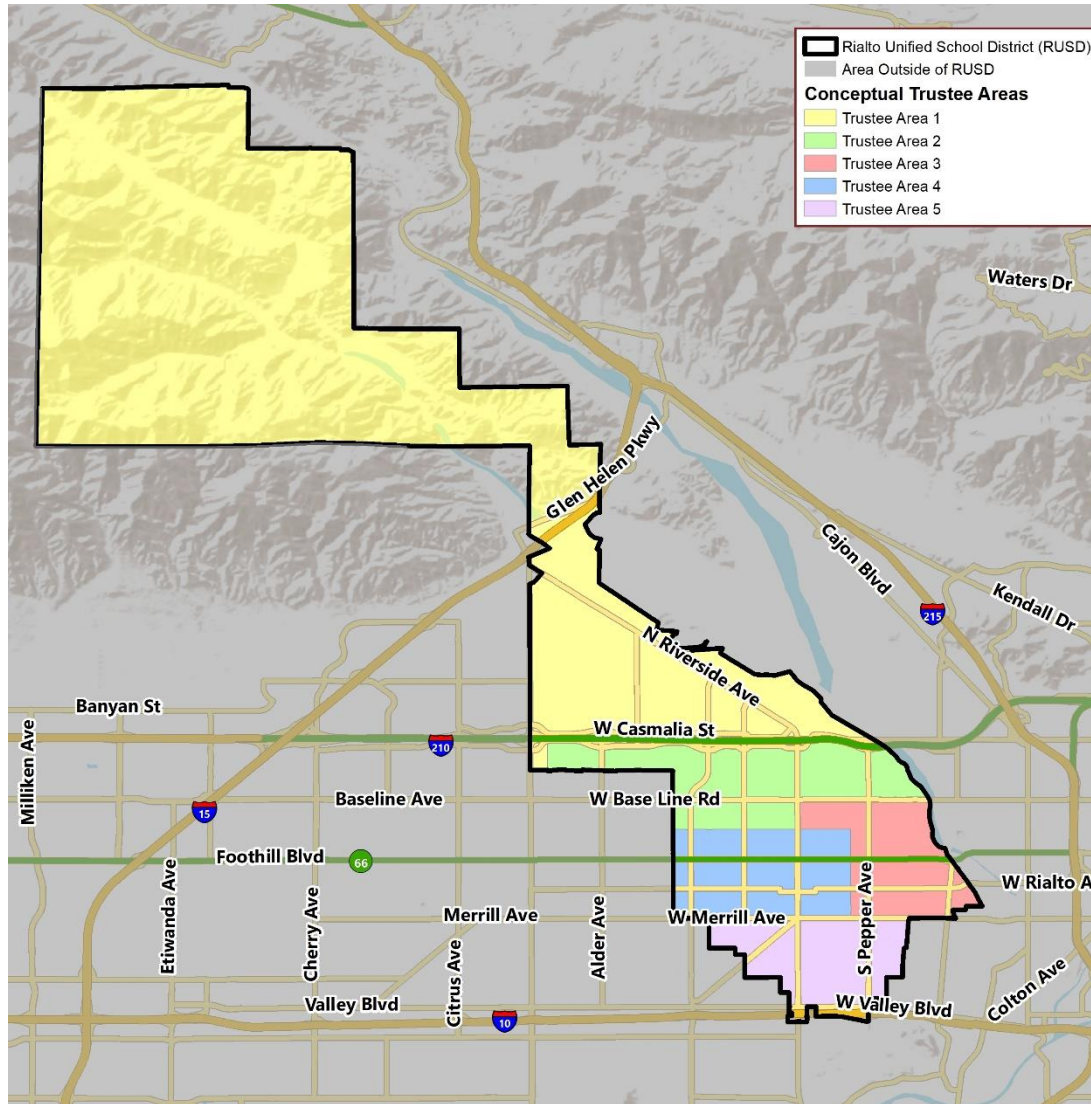 Rialto Unified School District (RUSD)
Area Outside of RUSD
Conceptual Trustee Areas
Trustee Area 1
Trustee Area 2
Trustee Area 3
Trustee Area 4
Trustee Area 5
Waters Dr
Glen Helen Pkwy
Cajon Blvd
Kendall Dr
215
N Riverside Ave
Banyan St
W Casmalia St
210
Milliken Ave
Baseline Ave
W Base Line Rd
15
Foothill Blvd
66
W Rialto A
Etiwanda Ave
Cherry Ave
Merrill Ave
Alder Ave
W Merrill Ave
S Pepper Ave
Citrus Ave
Valley Blvd
W Valley Blvd
Colton Ave
10